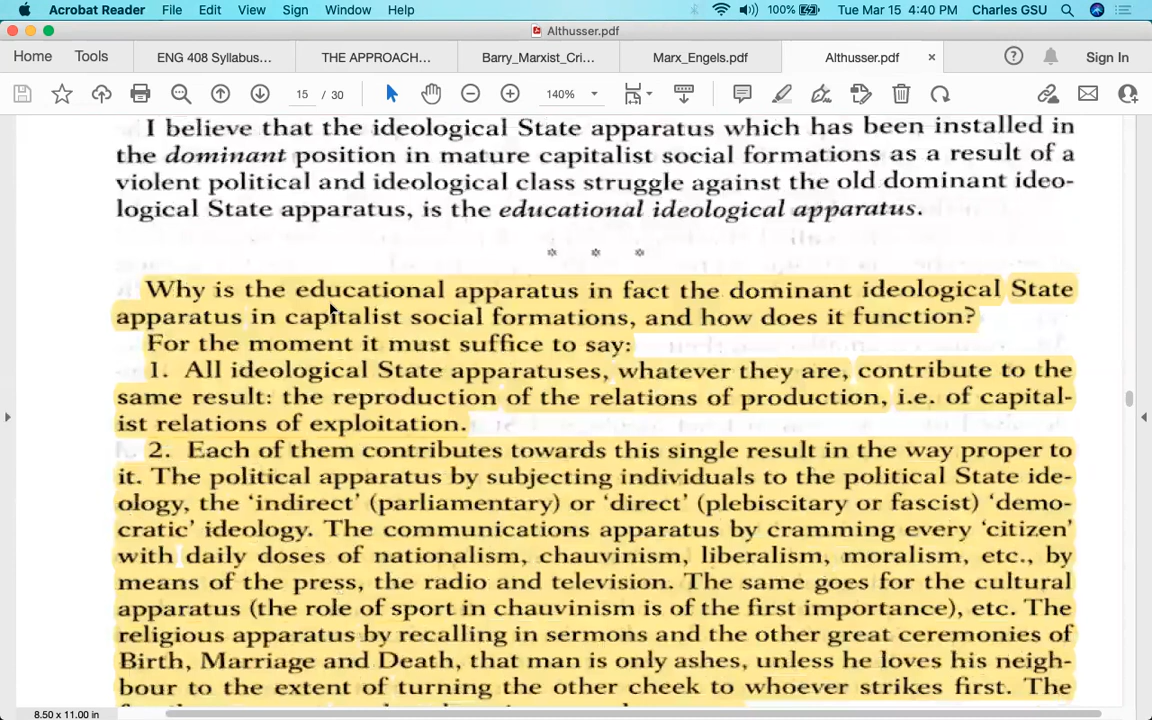 Acrobat Reader File Edit View Sign Window Help 100% Tue Mar 15 4:40 PM Charles GSU
Althusser.pdf
Home Tools ENG 408 Syllabus... THE APPROACH... Barry_Marxist_Cri... Marx_Engels.pdf Althusser.pdf × Sign In
15 / 30 140%
I believe that the ideological State apparatus which has been installed in
the dominant position in mature capitalist social formations as a result of a
violent political and ideological class struggle against the old dominant ideo-
logical State apparatus, is the educational ideological apparatus.
* * *
Why is the educational apparatus in fact the dominant ideological State
apparatus in capitalist social formations, and how does it function?
For the moment it must suffice to say:
1. All ideological State apparatuses, whatever they are, contribute to the
same result: the reproduction of the relations of production, i.e. of capital-
ist relations of exploitation.
2. Each of them contributes towards this single result in the way proper to
it. The political apparatus by subjecting individuals to the political State ide-
ology, the ‘indirect’ (parliamentary) or ‘direct’ (plebiscitary or fascist) ‘demo-
cratic’ ideology. The communications apparatus by cramming every ‘citizen’
with daily doses of nationalism, chauvinism, liberalism, moralism, etc., by
means of the press, the radio and television. The same goes for the cultural
apparatus (the role of sport in chauvinism is of the first importance), etc. The
religious apparatus by recalling in sermons and the other great ceremonies of
Birth, Marriage and Death, that man is only ashes, unless he loves his neigh-
bour to the extent of turning the other cheek to whoever strikes first. The
8.50 x 11.00 in